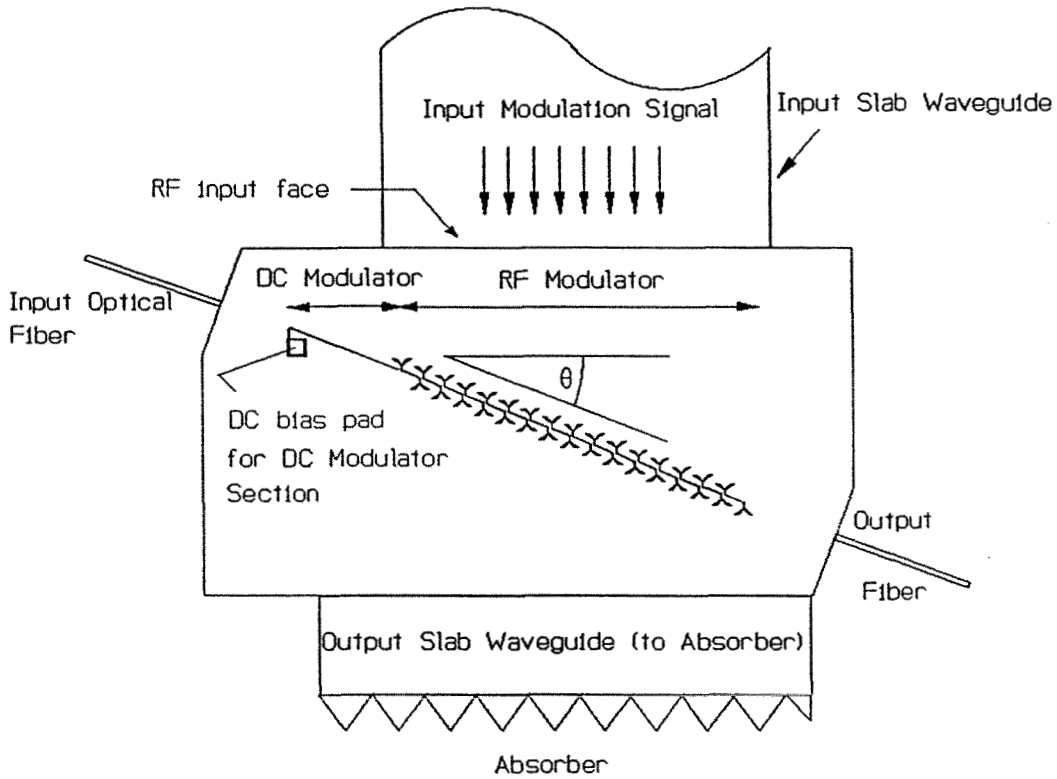 Input Modulation Signal
Input Slab Waveguide
RF input face
DC Modulator
RF Modulator
Input Optical
Fiber
θ
DC bias pad
for DC Modulator
Section
Output
Fiber
Output Slab Waveguide (to Absorber)
Absorber